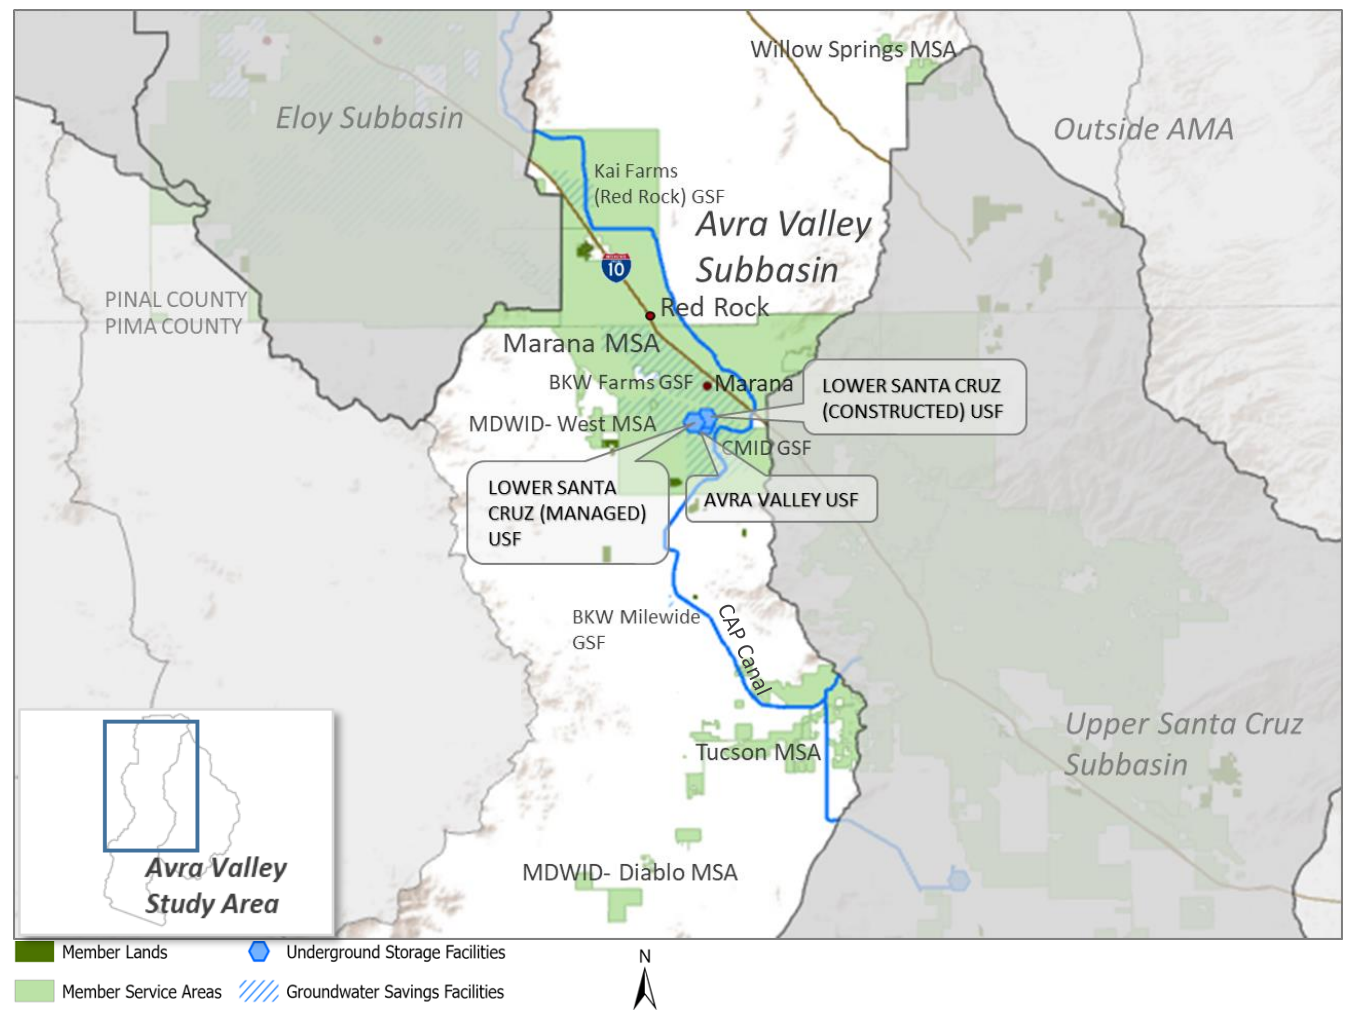 Willow Springs MSA
Eloy Subbasin
Outside AMA
Kai Farms
(Red Rock) GSF
Avra Valley
Subbasin
10
PINAL COUNTY
PIMA COUNTY
Red Rock
Marana MSA
BKW Farms GSF
Marana
LOWER SANTA CRUZ
(CONSTRUCTED) USF
MDWID- West MSA
CMID GSF
LOWER SANTA
CRUZ (MANAGED)
USF
AVRA VALLEY USF
BKW Milewide
GSF
CAP Canal
Upper Santa Cruz
Subbasin
Tucson MSA
MDWID- Diablo MSA
Avra Valley
Study Area
Member Lands
Underground Storage Facilities
Member Service Areas
Groundwater Savings Facilities
N